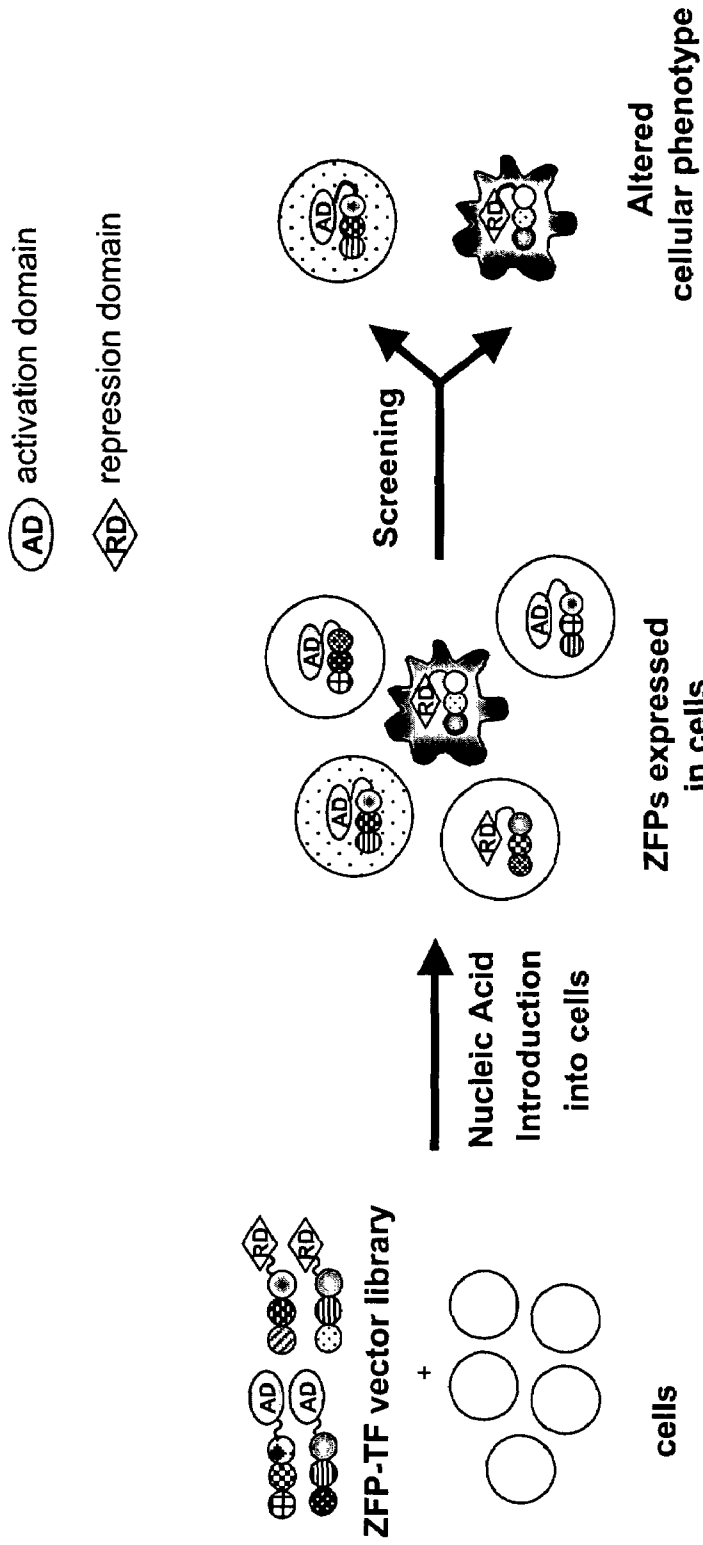 AD activation domain
RD repression domain
AD
AD
RD
RD
ZFP-TF vector library
+
cells
Nucleic Acid
Introduction
into cells
AD
AD
RD
RD
AD
ZFPs expressed
in cells
Screening
AD
RD
Altered
cellular phenotype